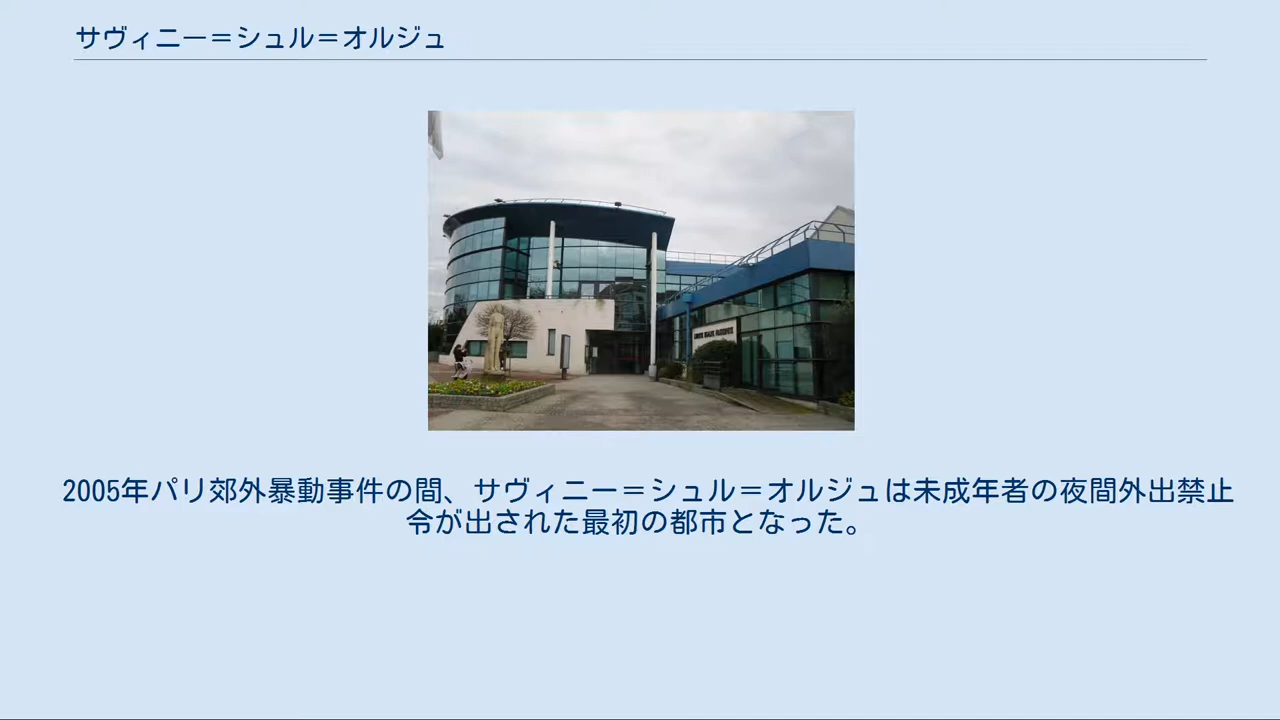 サヴィニー＝シュル＝オルジュ
2005年パリ郊外暴動事件の間、サヴィニー＝シュル＝オルジュは未成年者の夜間外出禁止
令が出された最初の都市となった。